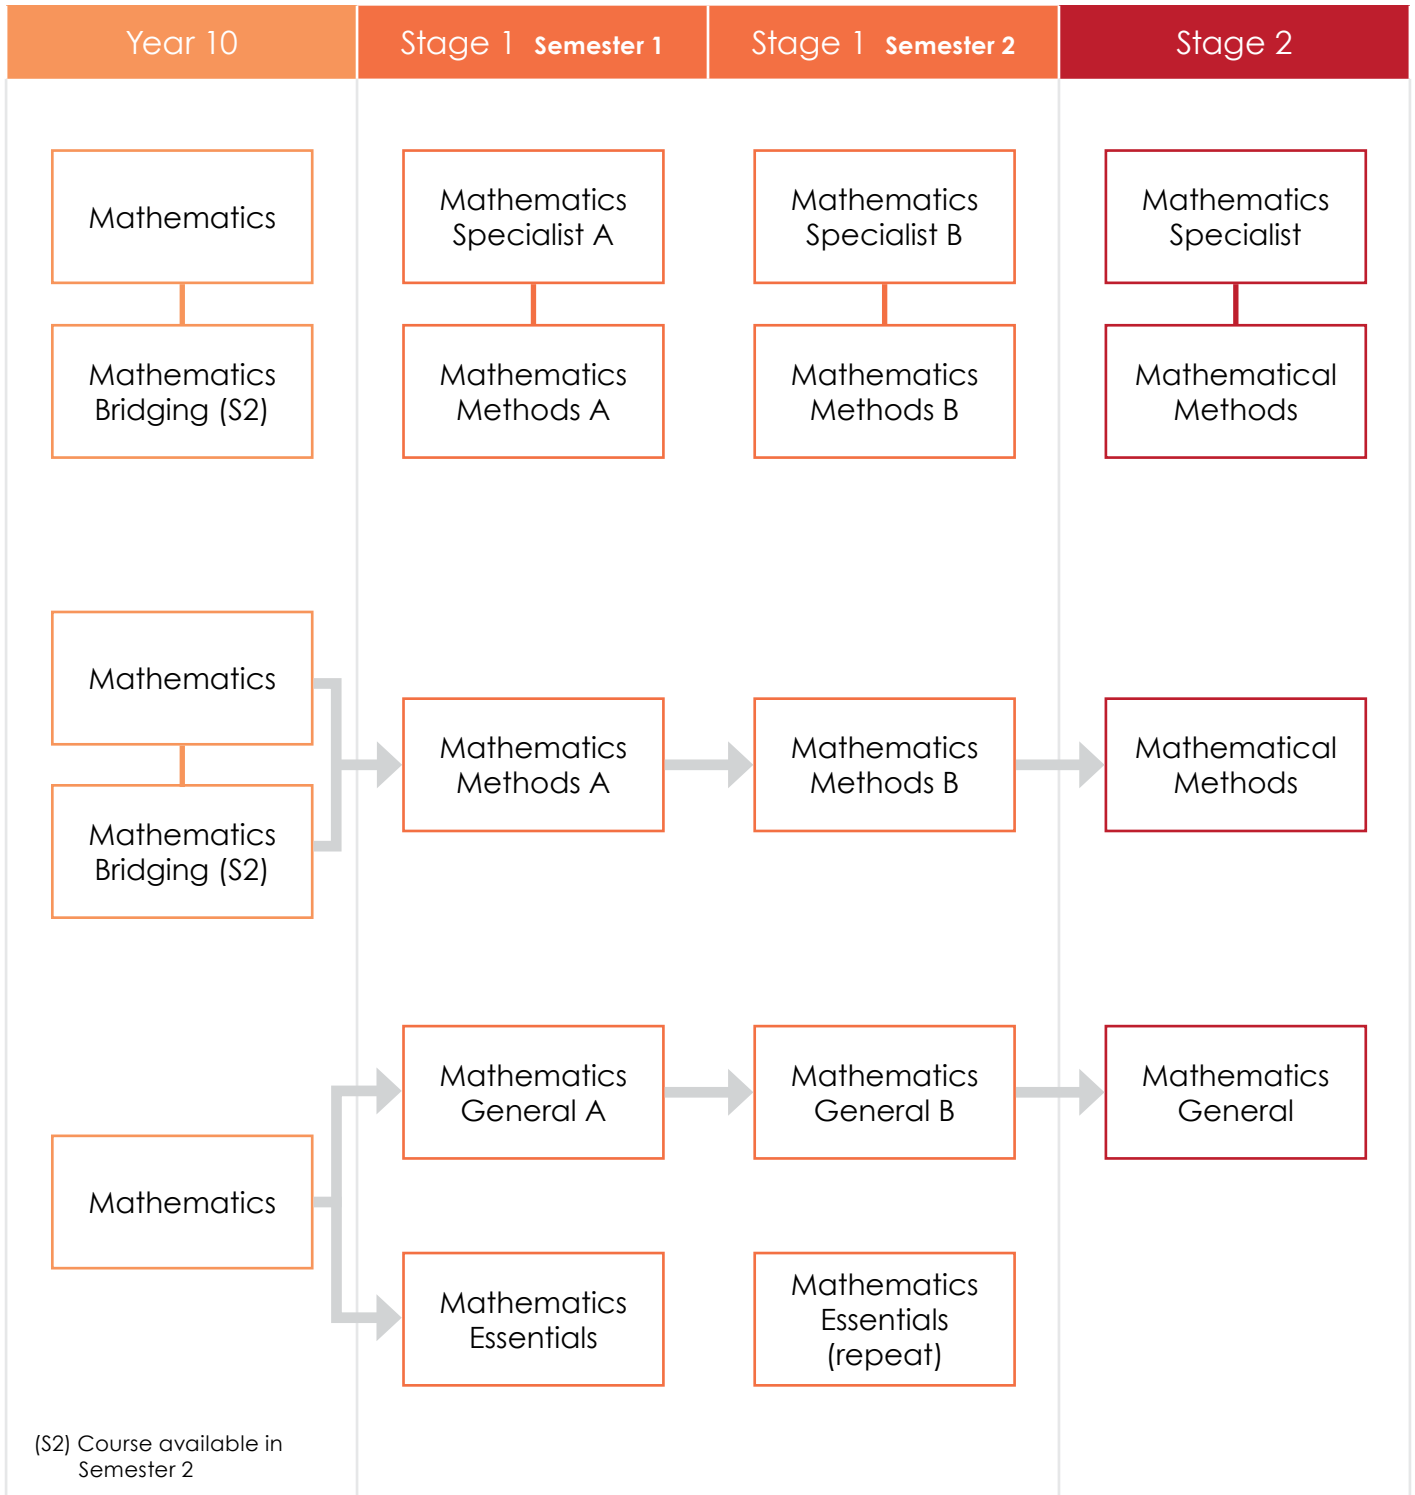 Year 10
Stage 1 Semester 1
Stage 1 Semester 2
Stage 2
Mathematics
Mathematics
Specialist A
Mathematics
Specialist B
Mathematics
Specialist
Mathematics
Bridging (S2)
Mathematics
Methods A
Mathematics
Methods B
Mathematical
Methods
Mathematics
Mathematics
Bridging (S2)
Mathematics
Methods A
Mathematics
Methods B
Mathematical
Methods
Mathematics
Mathematics
General A
Mathematics
General B
Mathematics
General
Mathematics
Essentials
Mathematics
Essentials
(repeat)
(S2) Course available in
Semester 2